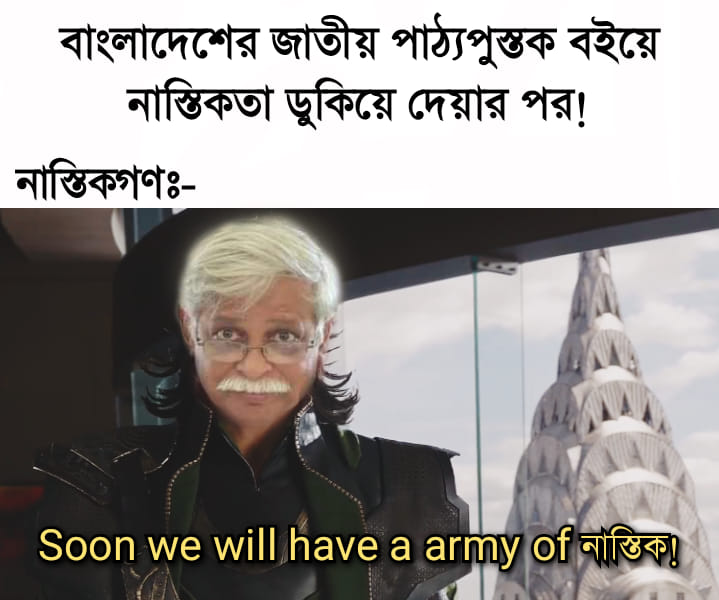 বাংলাদেশের জাতীয় পাঠ্যপুস্তক বইয়ে
নাস্তিকতা ডুকিয়ে দেয়ার পর!
নাস্তিকগণঃ-
Soon we will have a army of নাস্তিক!